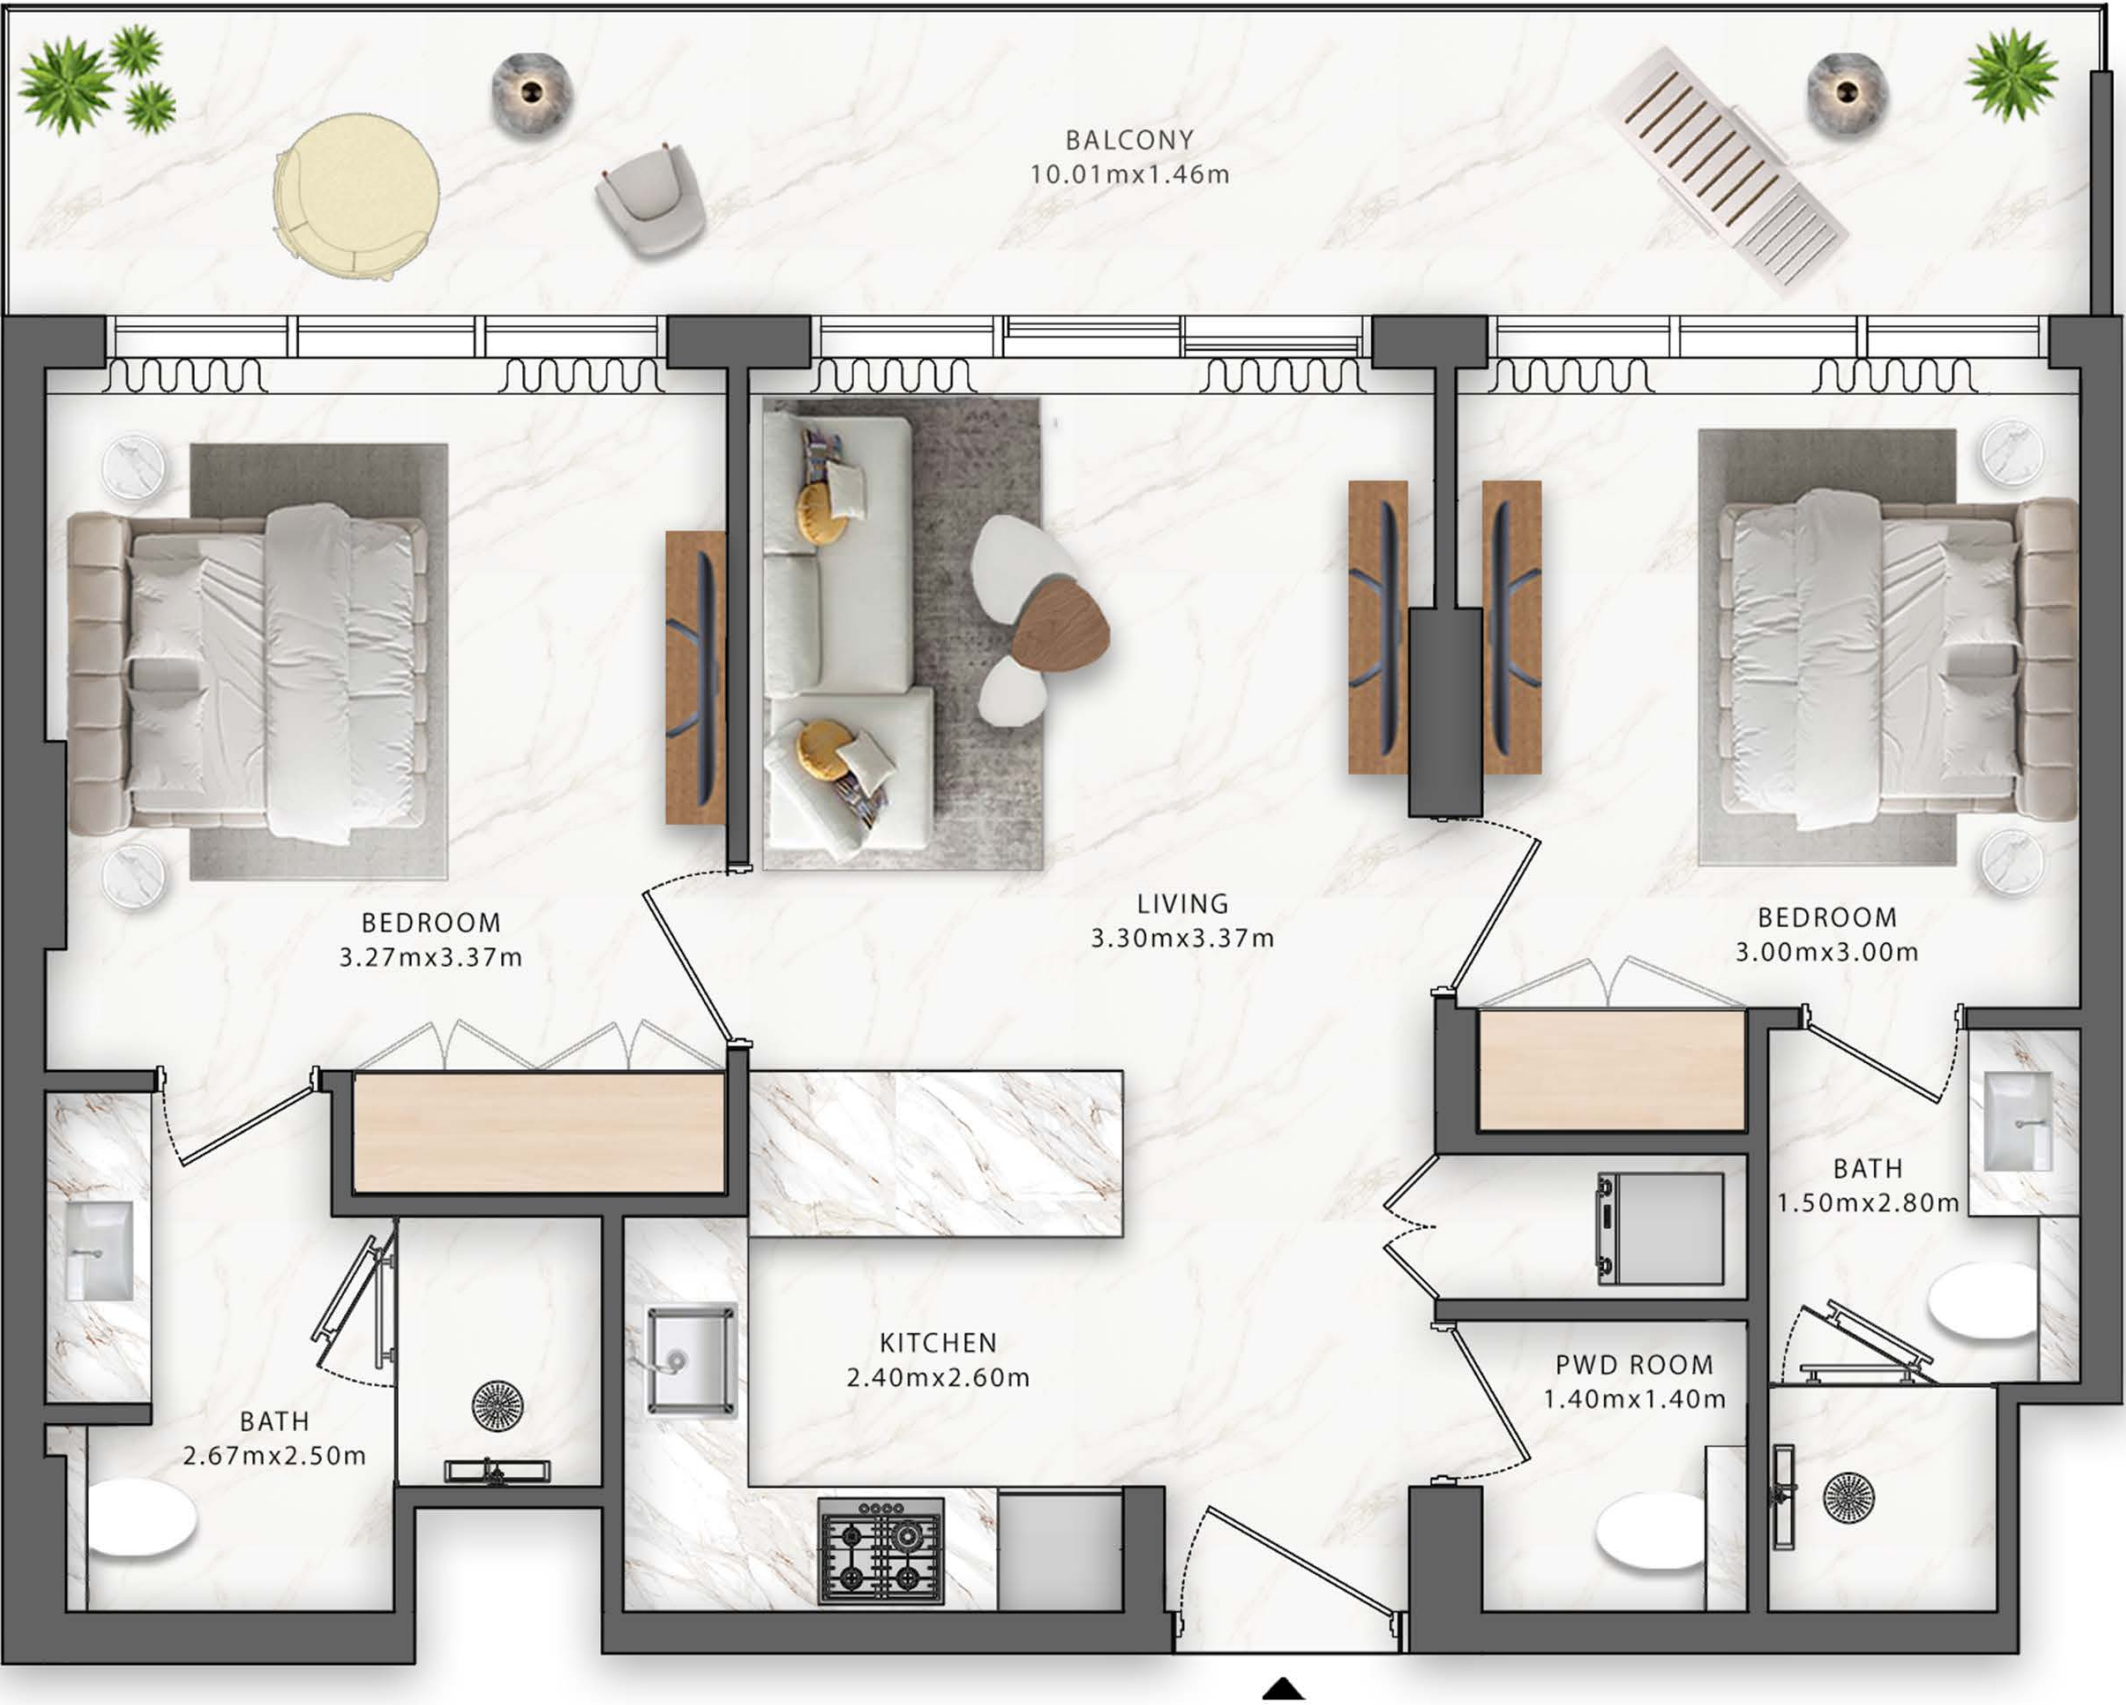 BALCONY
10.01mx1.46m
LIVING
3.30mx3.37m
BEDROOM
3.27mx3.37m
BEDROOM
3.00mx3.00m
BATH
1.50mx2.80m
KITCHEN
2.40mx2.60m
PWD ROOM
1.40mx1.40m
BATH
2.67mx2.50m